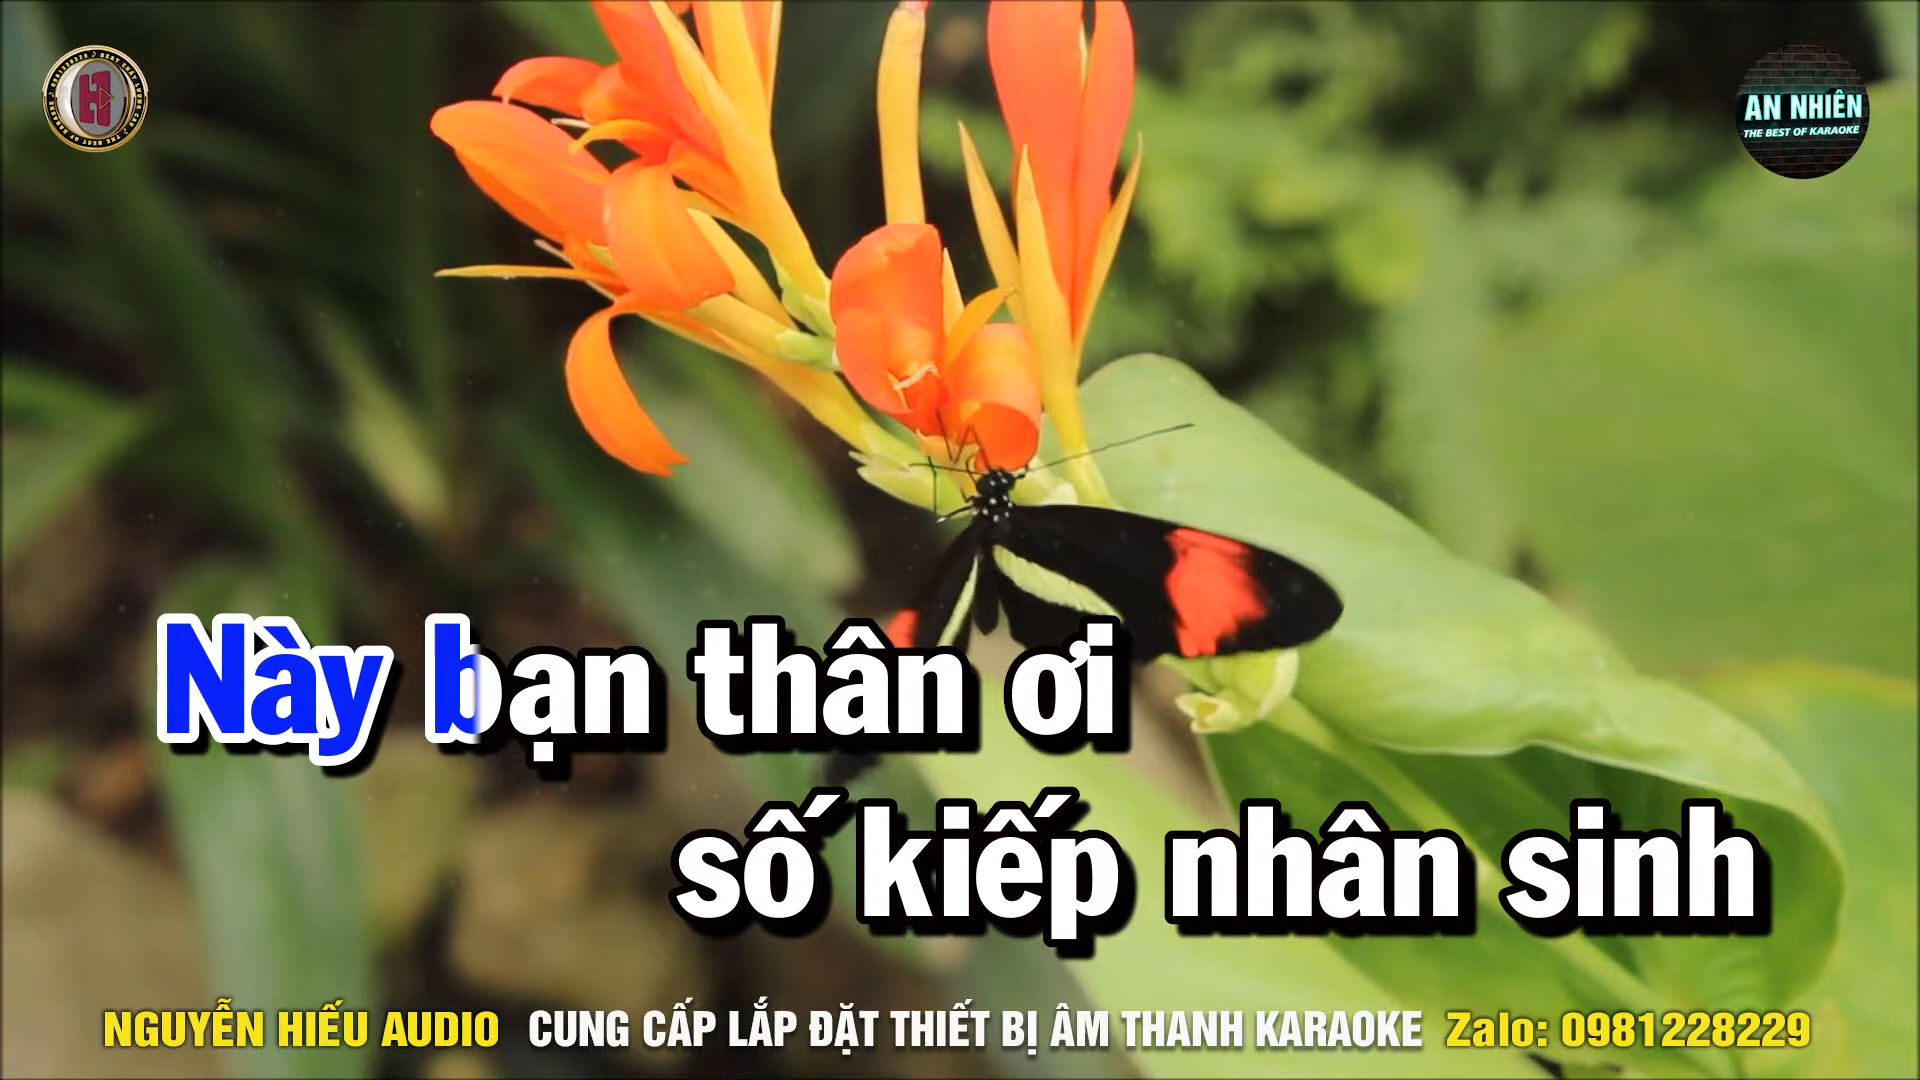 AN NHIÊN
THE BEST OF KARAOKE
Này bạn thân ơi
số kiếp nhân sinh
NGUYỄN HIẾU AUDIO CUNG CẤP LẮP ĐẶT THIẾT BỊ ÂM THANH KARAOKE Zalo: 0981228229